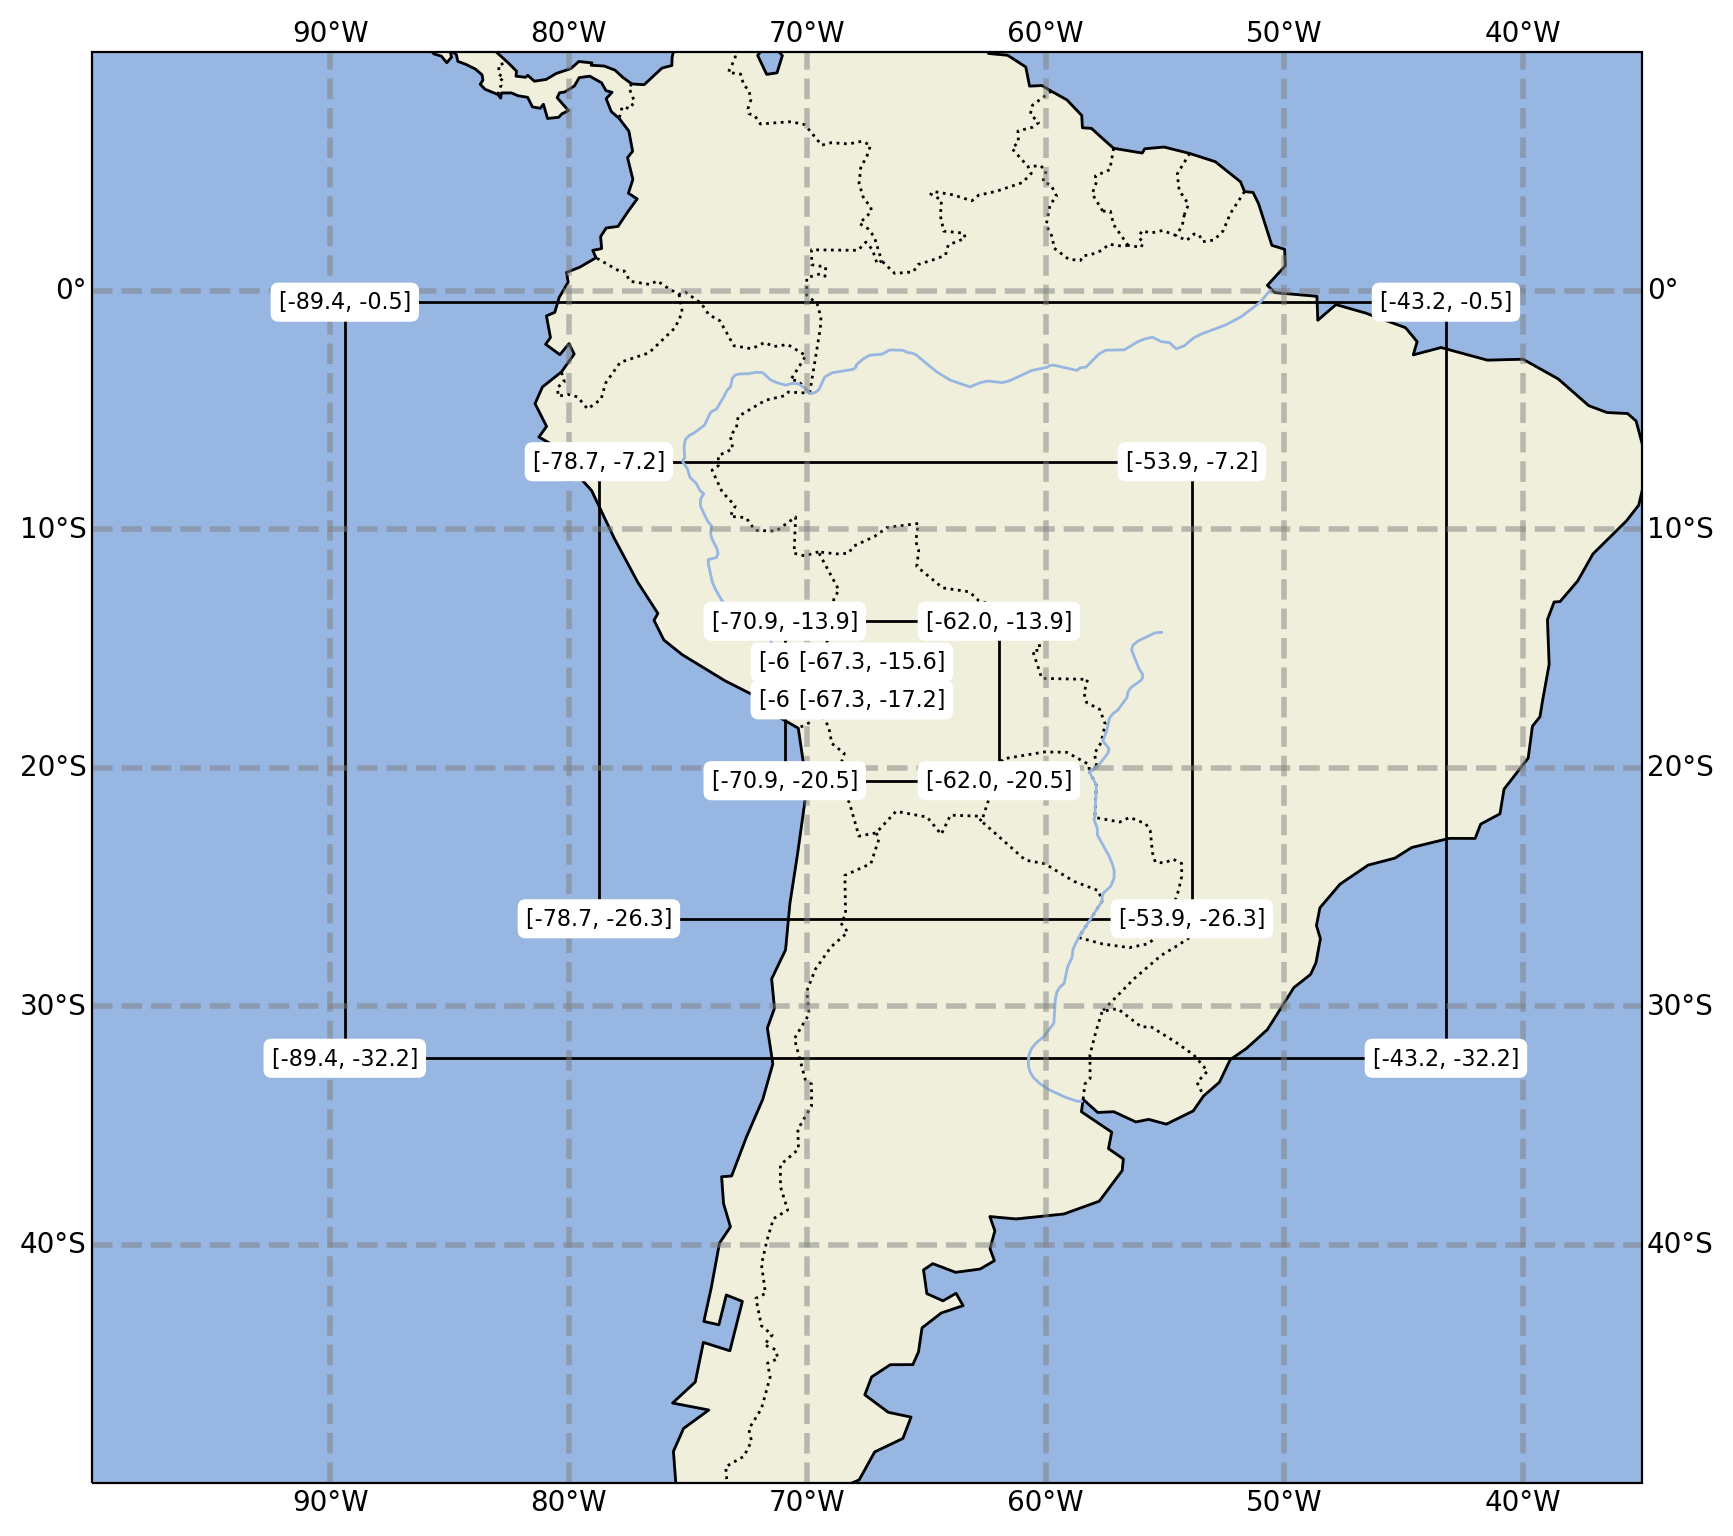 90°W 80°W 70°W 60°W 50°W 40°W
0° 0°
[-89.4, -0.5] [-43.2, -0.5]
[-78.7, -7.2] [-53.9, -7.2]
10°S 10°S
[-70.9, -13.9] [-62.0, -13.9]
[-6 [-67.3, -15.6]
[-6 [-67.3, -17.2]
20°S 20°S
[-70.9, -20.5] [-62.0, -20.5]
[-78.7, -26.3] [-53.9, -26.3]
30°S 30°S
[-89.4, -32.2] [-43.2, -32.2]
40°S 40°S
90°W 80°W 70°W 60°W 50°W 40°W